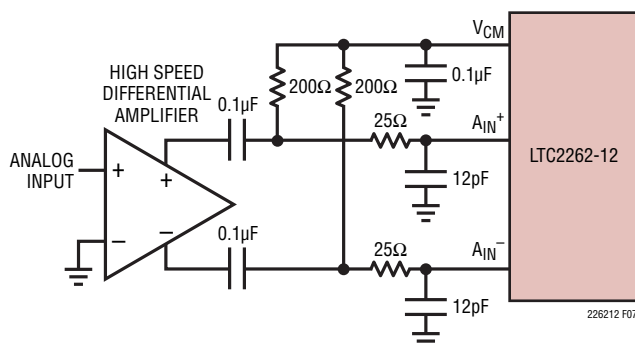 V_CM
HIGH SPEED
DIFFERENTIAL
AMPLIFIER
200Ω
200Ω
0.1µF
0.1µF
25Ω
A_IN^+
LTC2262-12
ANALOG
INPUT
+
+
12pF
−
−
0.1µF
25Ω
A_IN^−
12pF
226212 F07